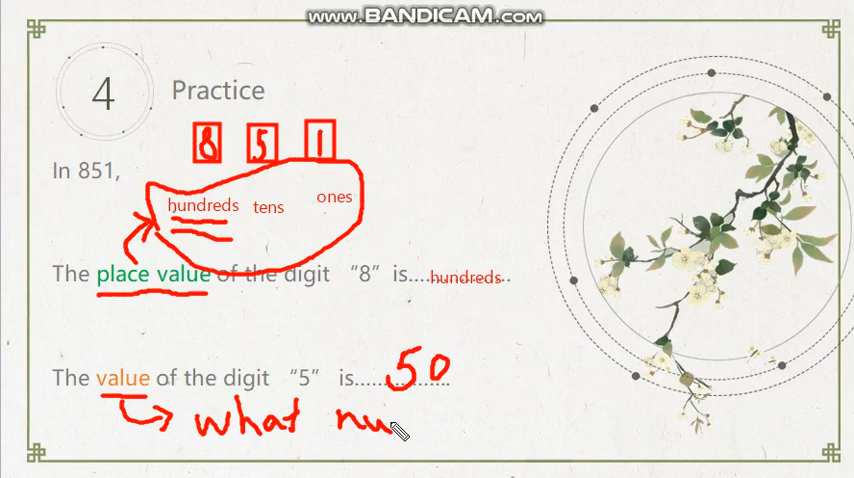 WWW.BANDICAM.COM
4 Practice
8 5 1
In 851,
hundreds tens ones
The place value of the digit “8” is....hundreds..
The value of the digit “5” is.....50
what nu